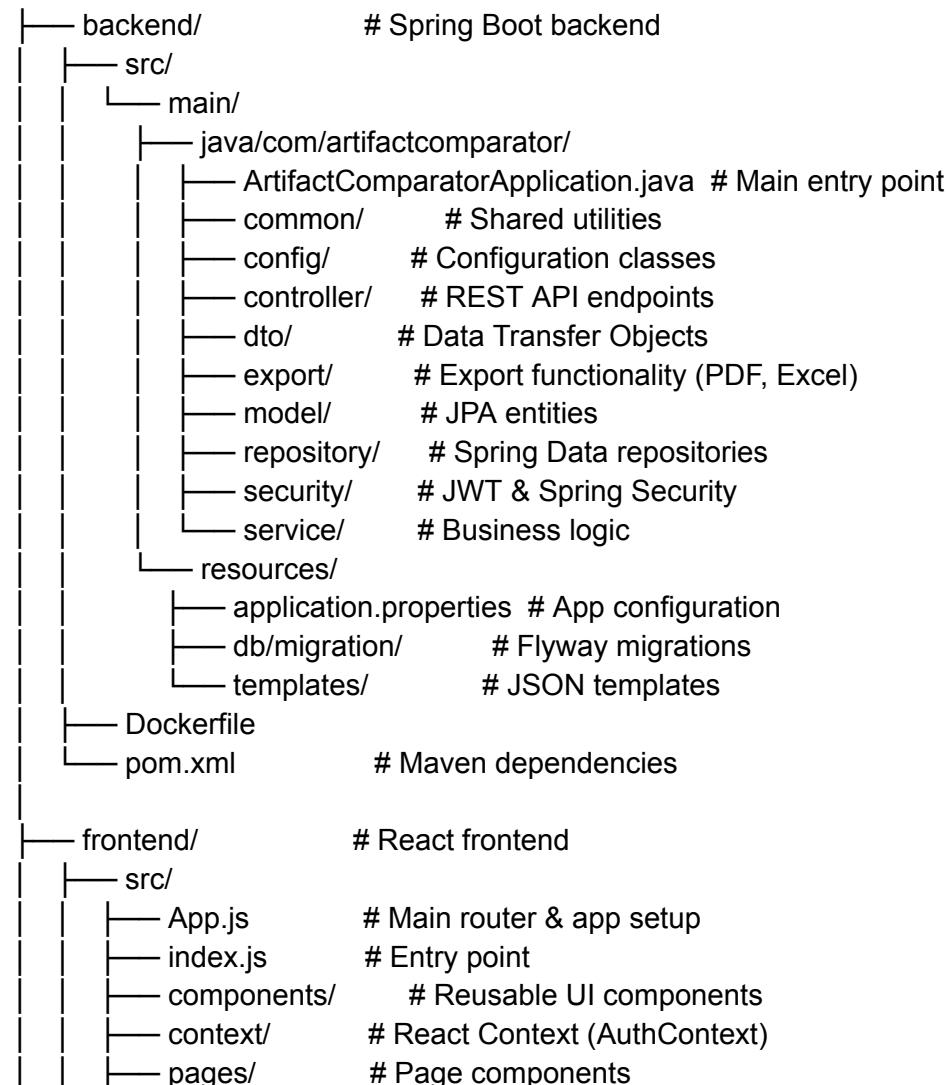 ├── backend/ # Spring Boot backend
│ ├── src/
│ │ └── main/
│ │ ├── java/com/artifactcomparator/
│ │ │ ├── ArtifactComparatorApplication.java # Main entry point
│ │ │ ├── common/ # Shared utilities
│ │ │ ├── config/ # Configuration classes
│ │ │ ├── controller/ # REST API endpoints
│ │ │ ├── dto/ # Data Transfer Objects
│ │ │ ├── export/ # Export functionality (PDF, Excel)
│ │ │ ├── model/ # JPA entities
│ │ │ ├── repository/ # Spring Data repositories
│ │ │ ├── security/ # JWT & Spring Security
│ │ │ └── service/ # Business logic
│ │ └── resources/
│ │ ├── application.properties # App configuration
│ │ ├── db/migration/ # Flyway migrations
│ │ └── templates/ # JSON templates
│ ├── Dockerfile
│ └── pom.xml # Maven dependencies
│
├── frontend/ # React frontend
│ ├── src/
│ │ ├── App.js # Main router & app setup
│ │ ├── index.js # Entry point
│ │ ├── components/ # Reusable UI components
│ │ ├── context/ # React Context (AuthContext)
│ │ ├── pages/ # Page components